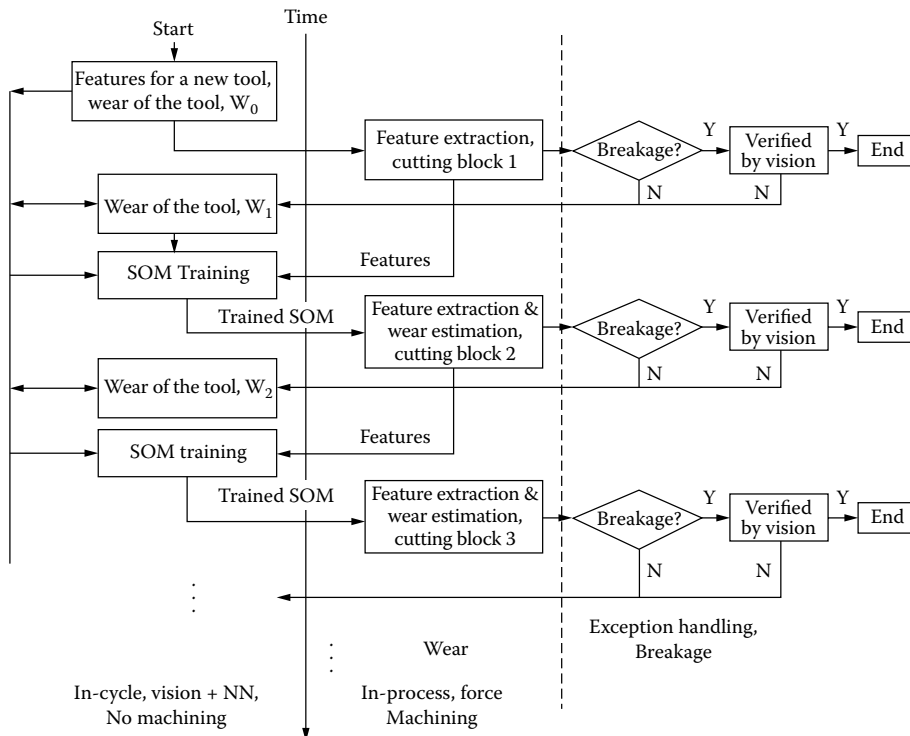 Time
Start
Features for a new tool,
wear of the tool, W₀
Feature extraction,
cutting block 1
Breakage?
Y
Verified
by vision
Y
End
N
N
Wear of the tool, W₁
SOM Training
Features
Trained SOM
Feature extraction &
wear estimation,
cutting block 2
Breakage?
Y
Verified
by vision
Y
End
N
N
Wear of the tool, W₂
Features
SOM training
Trained SOM
Feature extraction &
wear estimation,
cutting block 3
Breakage?
Y
Verified
by vision
Y
End
N
N
Exception handling,
Breakage
Wear
In-cycle, vision + NN,
No machining
In-process, force
Machining